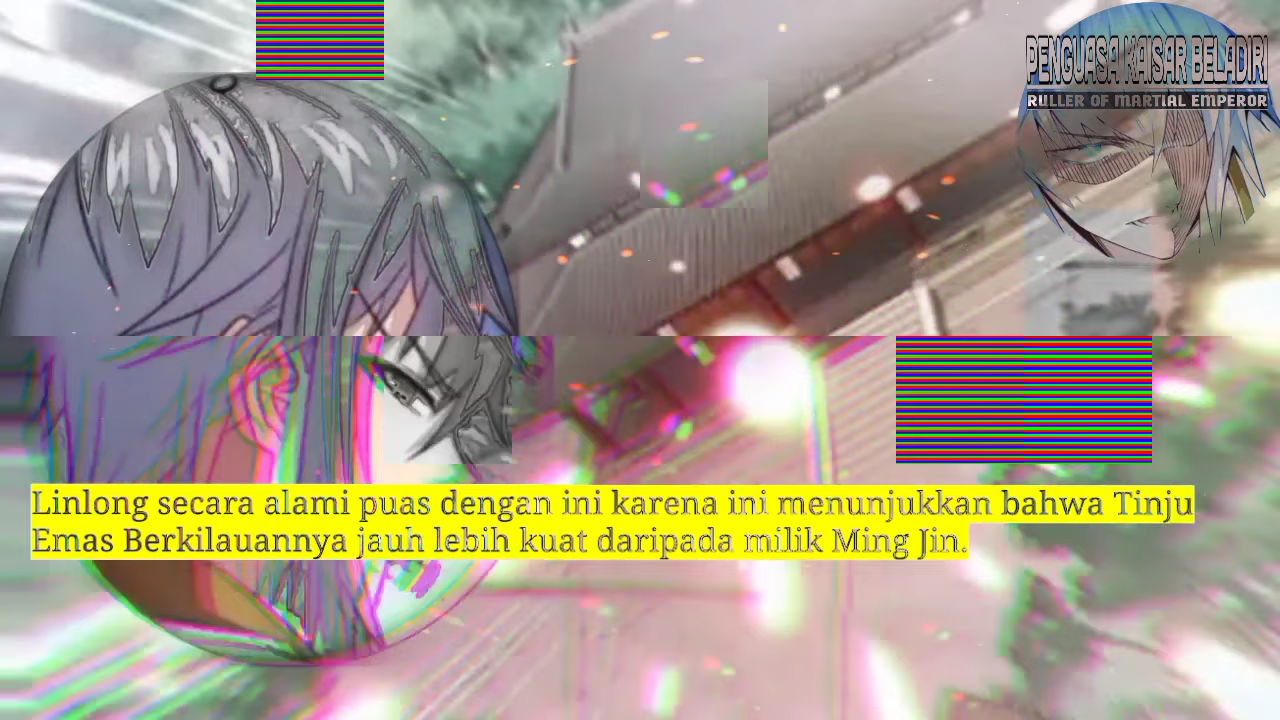 PENGUASA KAISAR BELADIRI
RULLER OF MARTIAL EMPEROR
Linlong secara alami puas dengan ini karena ini menunjukkan bahwa Tinju
Emas Berkilauannya jauh lebih kuat daripada milik Ming Jin.